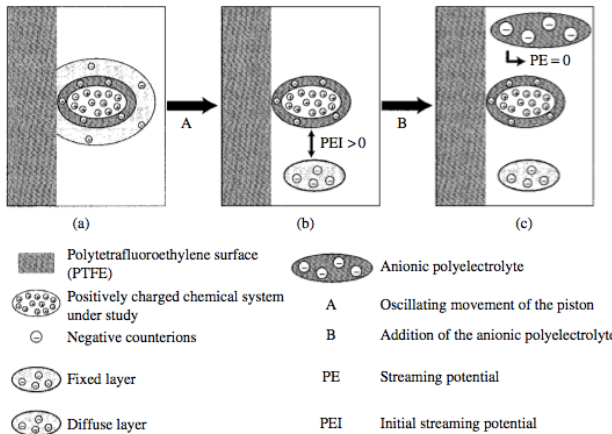 PE = 0
A
PEI > 0
B
(a)
(b)
(c)
Polytetrafluoroethylene surface
(PTFE)
Positively charged chemical system
under study
Negative counterions
Fixed layer
Diffuse layer
Anionic polyelectrolyte
A Oscillating movement of the piston
B Addition of the anionic polyelectrolyte
PE Streaming potential
PEI Initial streaming potential